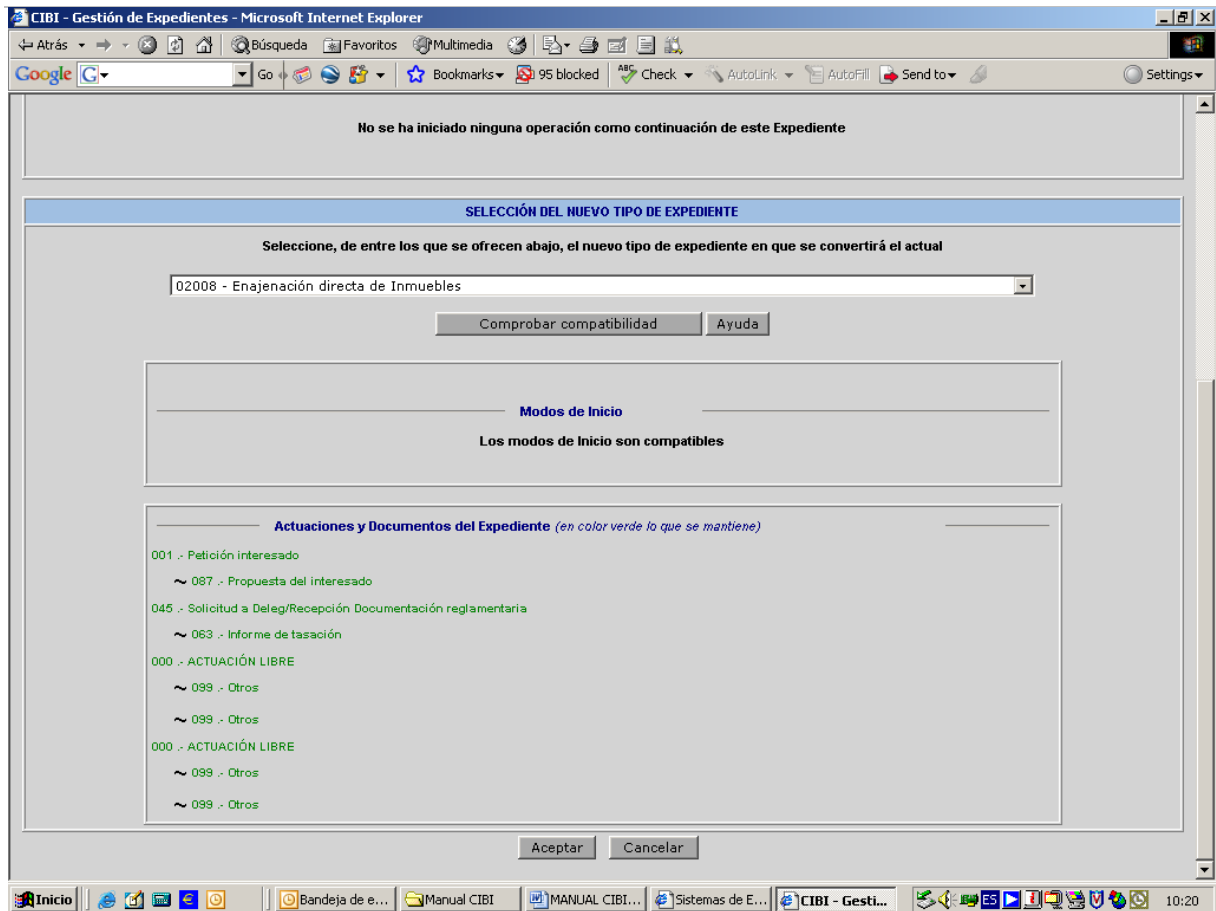 CIBI - Gestión de Expedientes - Microsoft Internet Explorer
Atrás Búsqueda Favoritos Multimedia
Google G Go Bookmarks 95 blocked ABC Check AutoLink AutoFill Send to Settings
No se ha iniciado ninguna operación como continuación de este Expediente
SELECCIÓN DEL NUEVO TIPO DE EXPEDIENTE
Seleccione, de entre los que se ofrecen abajo, el nuevo tipo de expediente en que se convertirá el actual
02008 - Enajenación directa de Inmuebles
Comprobar compatibilidad Ayuda
Modos de Inicio
Los modos de Inicio son compatibles
Actuaciones y Documentos del Expediente (en color verde lo que se mantiene)
001 .- Petición interesado
~ 087 .- Propuesta del interesado
045 .- Solicitud a Deleg/Recepción Documentación reglamentaria
~ 063 .- Informe de tasación
000 .- ACTUACIÓN LIBRE
~ 099 .- Otros
~ 099 .- Otros
000 .- ACTUACIÓN LIBRE
~ 099 .- Otros
~ 099 .- Otros
Aceptar Cancelar
Inicio Bandeja de e... Manual CIBI MANUAL CIBI... Sistemas de E... CIBI - Gesti... ES 10:20